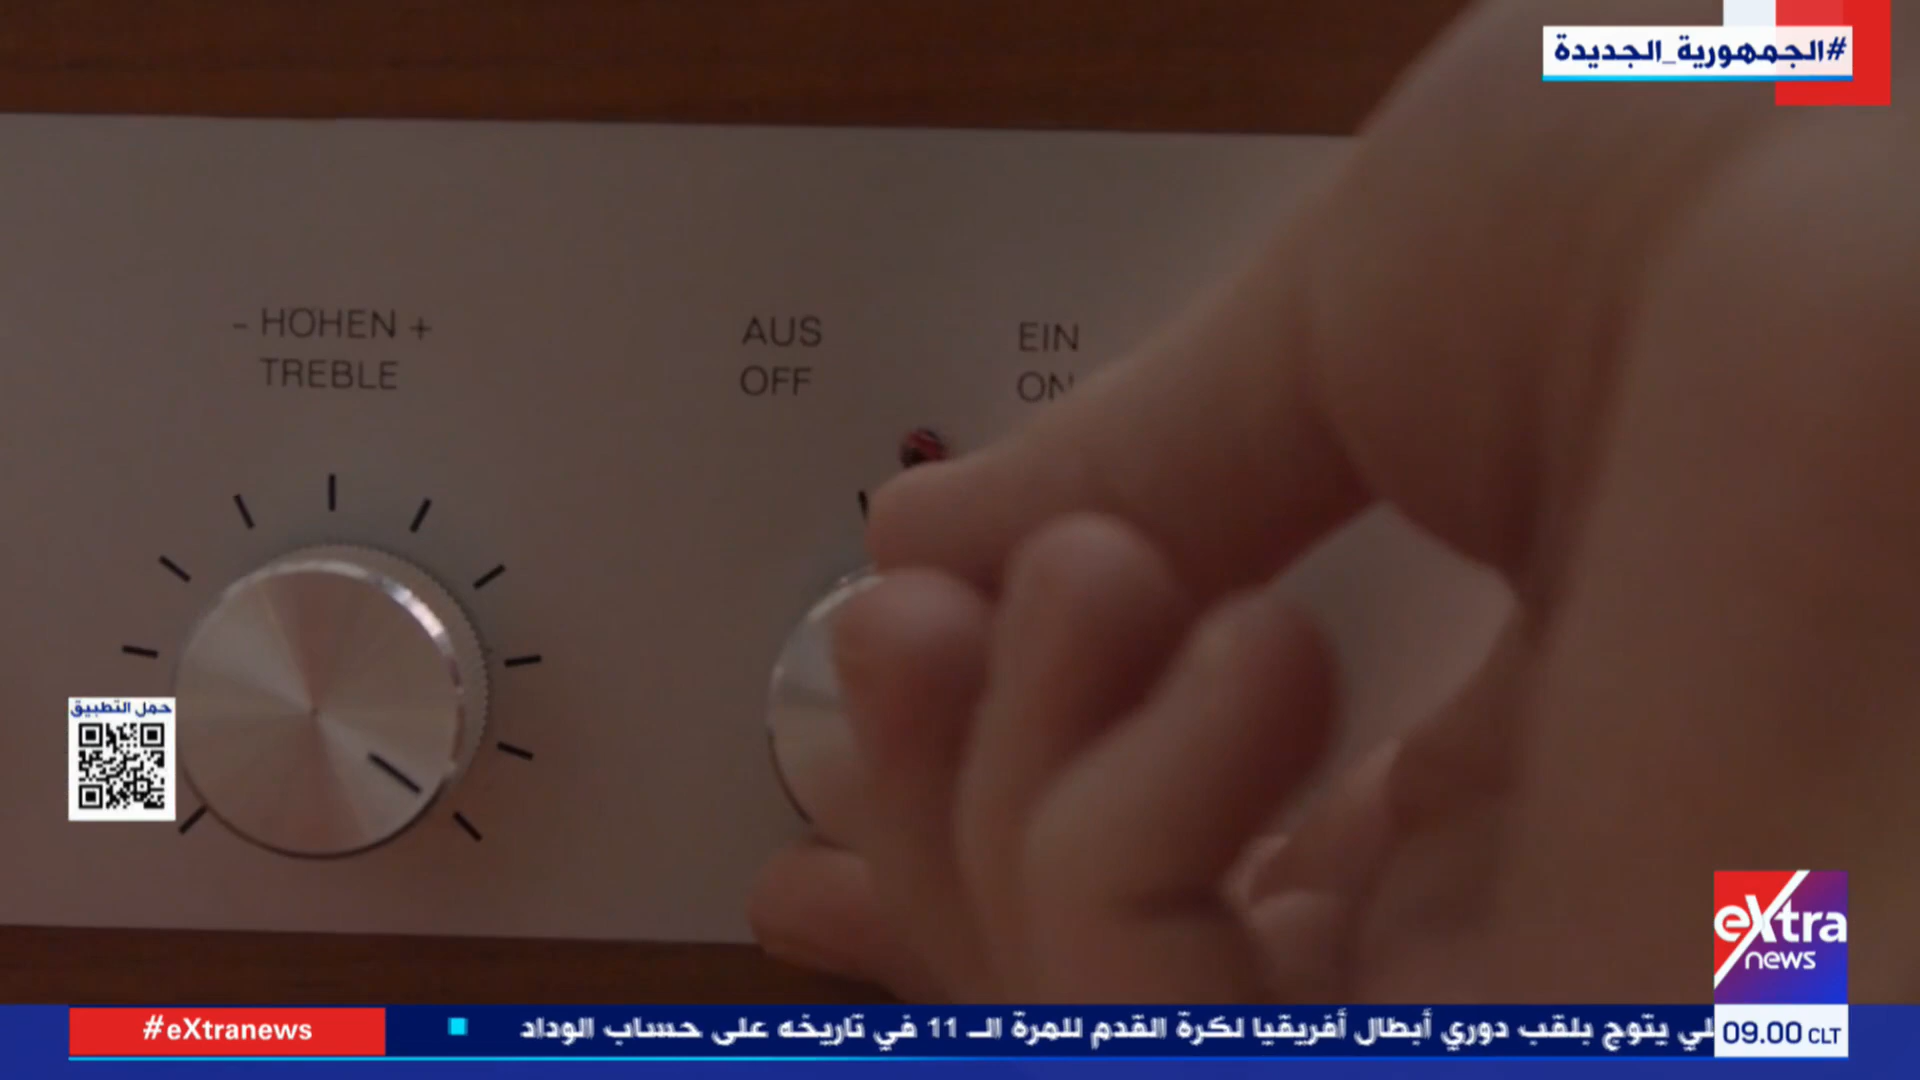 #الجمهورية_الجديدة
- HÖHEN +
TREBLE
AUS
OFF
EIN
ON
حمل التطبيق
eXtra
news
#eXtranews
يتوج بلقب دوري أبطال أفريقيا لكرة القدم للمرة الـ 11 في تاريخه على حساب الوداد
09.00 CLT